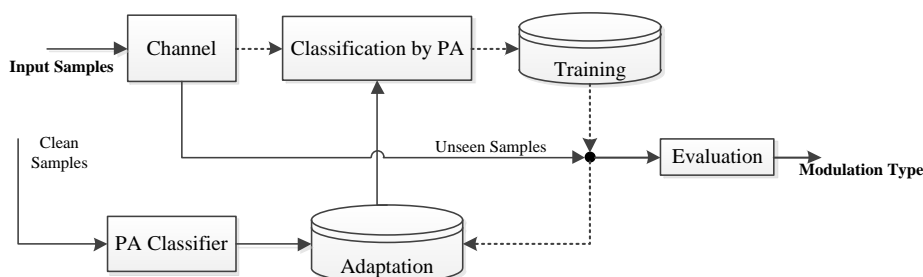 Input Samples
Channel
Classification by PA
Training
Clean
Samples
Unseen Samples
Evaluation
Modulation Type
PA Classifier
Adaptation